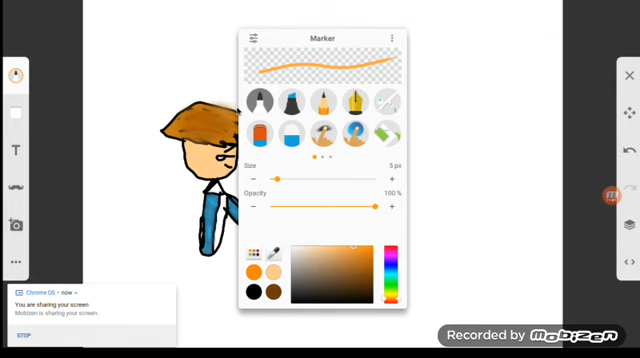 Marker
Size
5 px
Opacity
100 %
T
Chrome OS • now
You are sharing your screen
Mobizen is sharing your screen.
STOP
Recorded by Mobizen